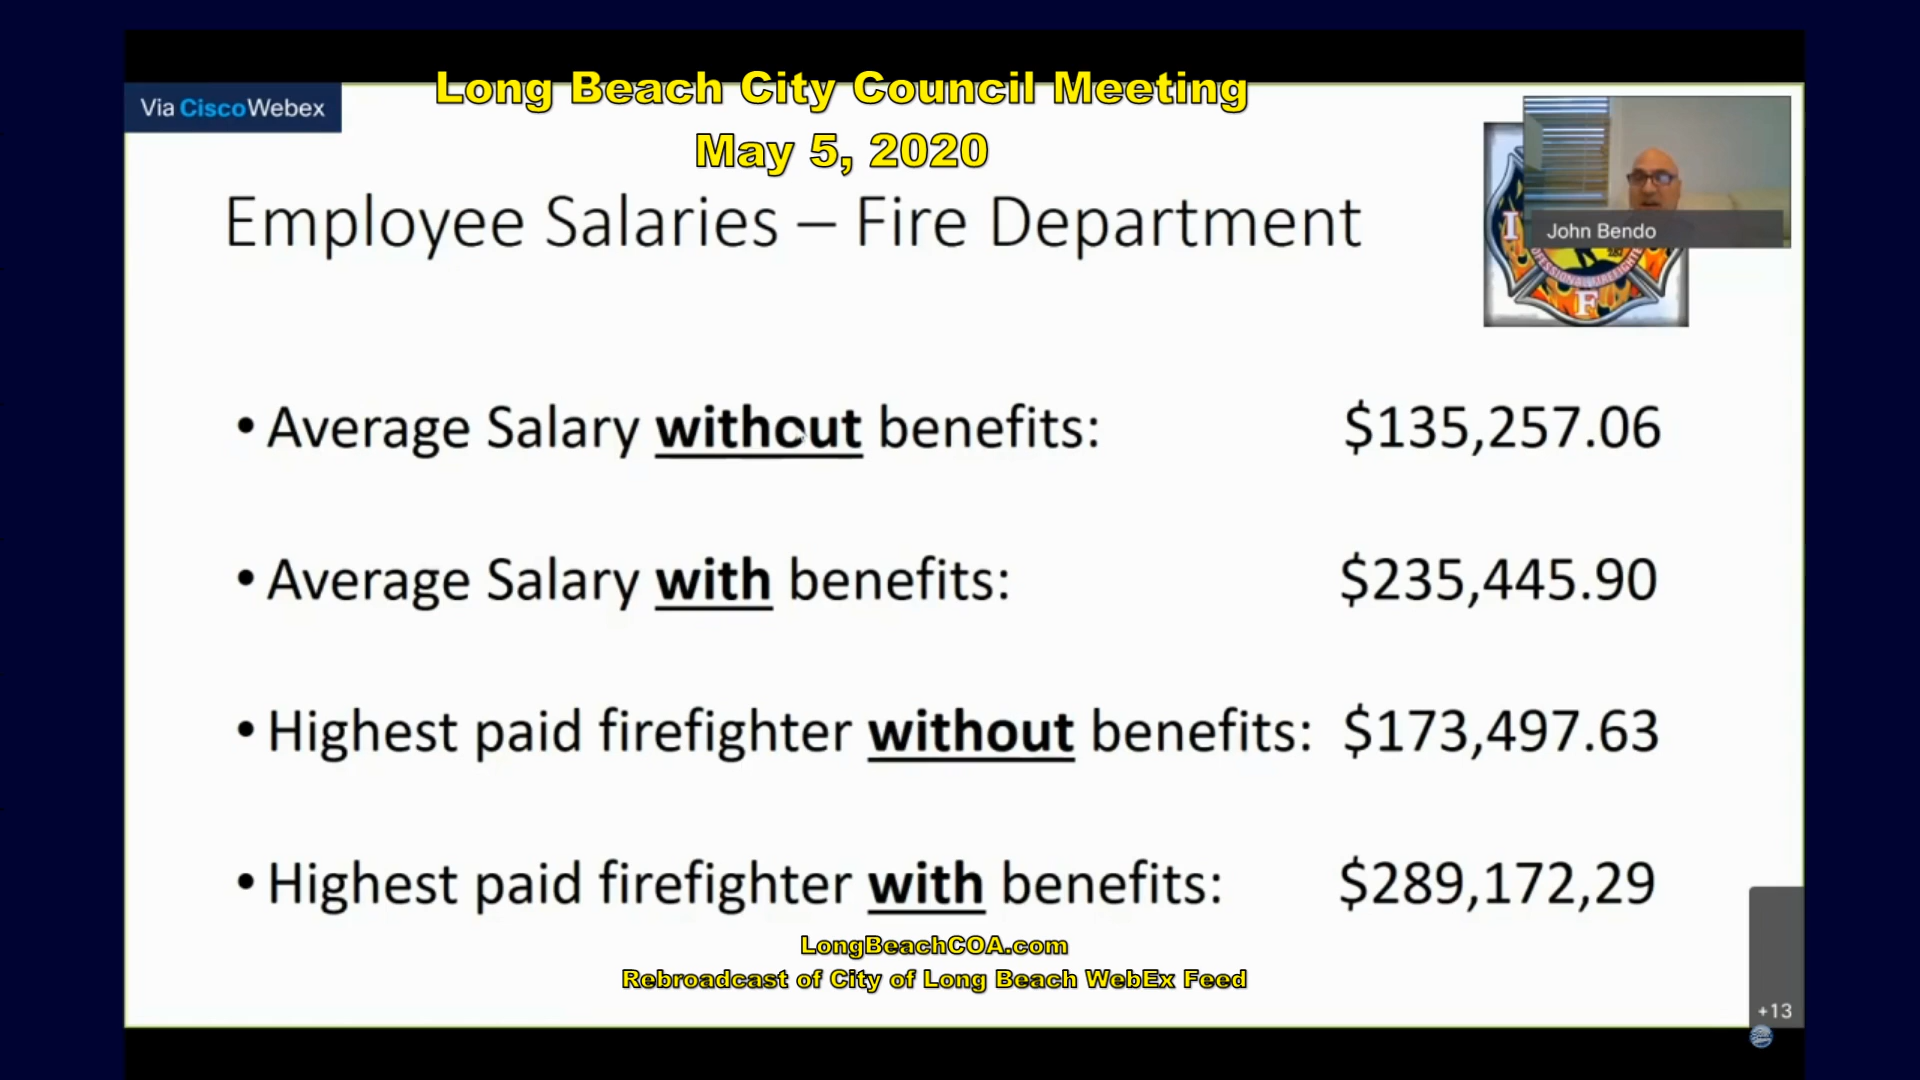 Long Beach City Council Meeting
May 5, 2020
Via CiscoWebex
John Bendo
Employee Salaries – Fire Department
I
F
• Average Salary without benefits: $135,257.06
• Average Salary with benefits: $235,445.90
• Highest paid firefighter without benefits: $173,497.63
• Highest paid firefighter with benefits: $289,172,29
LongBeachCOA.com
Rebroadcast of City of Long Beach WebEx Feed
+13